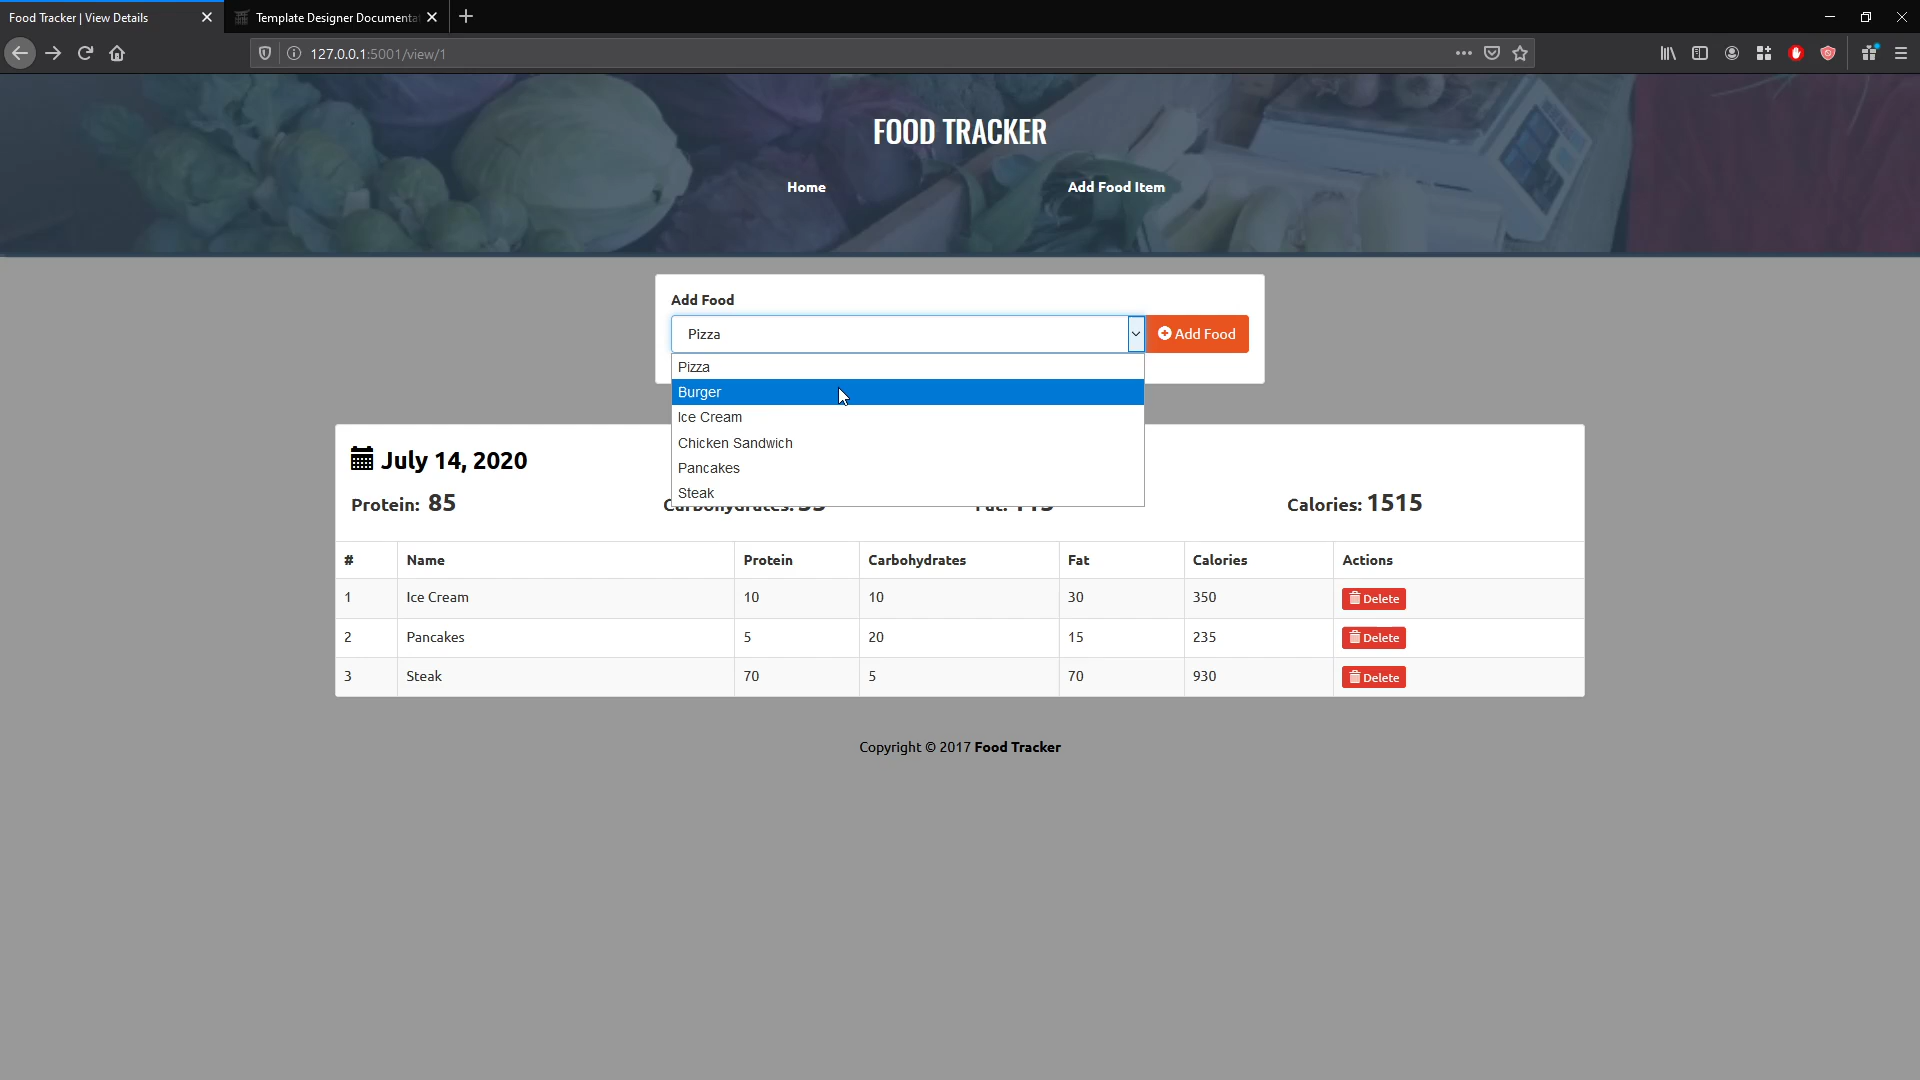 Food Tracker | View Details
Template Designer Documenta
127.0.0.1:5001/view/1
FOOD TRACKER
Home Add Food Item
Add Food
Pizza Add Food
Pizza
Burger
Ice Cream
Chicken Sandwich
Pancakes
Steak
July 14, 2020
Protein: 85 Calories: 1515
# Name Protein Carbohydrates Fat Calories Actions
1 Ice Cream 10 10 30 350 Delete
2 Pancakes 5 20 15 235 Delete
3 Steak 70 5 70 930 Delete
Copyright © 2017 Food Tracker